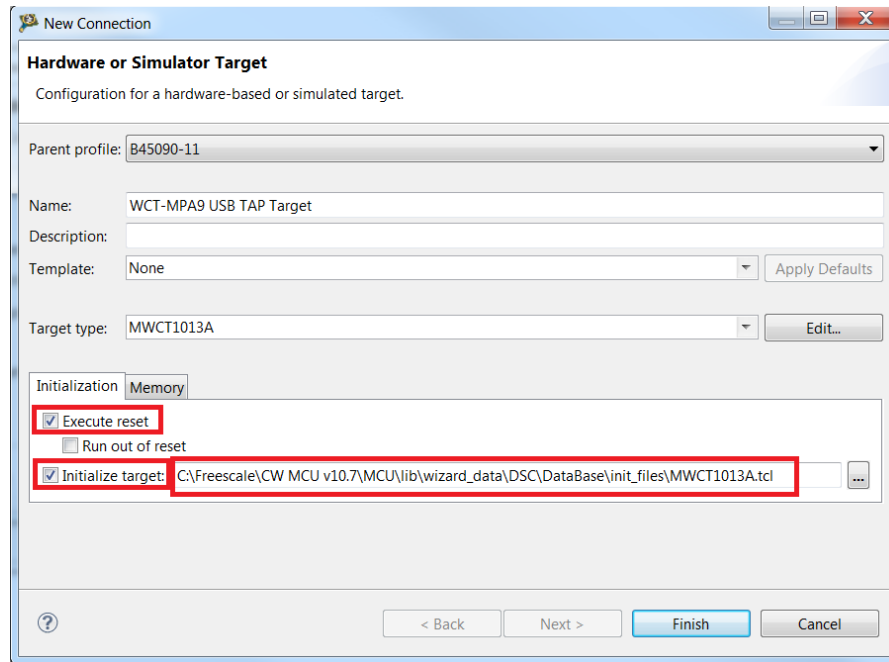 New Connection
Hardware or Simulator Target
Configuration for a hardware-based or simulated target.
Parent profile: B45090-11
Name: WCT-MPA9 USB TAP Target
Description:
Template: None Apply Defaults
Target type: MWCT1013A Edit...
Initialization Memory
Execute reset
Run out of reset
Initialize target: C:\Freescale\CW MCU v10.7\MCU\lib\wizard_data\DSC\DataBase\init_files\MWCT1013A.tcl ...
? < Back Next > Finish Cancel